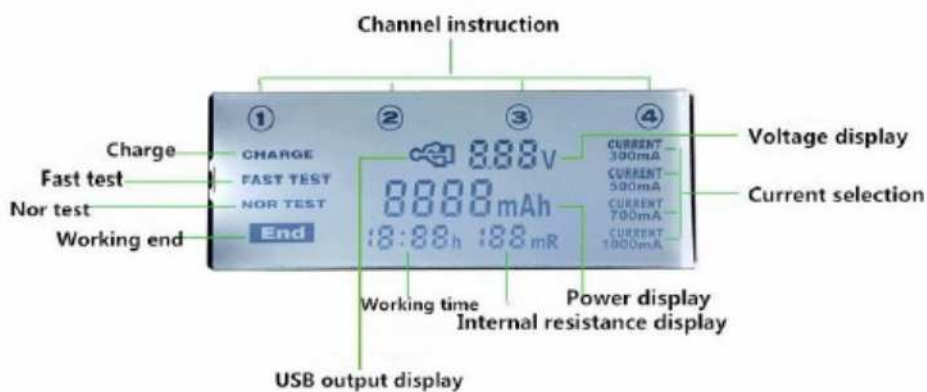 Channel instruction
① ② ③ ④
Charge
Fast test
Nor test
Working end
CHARGE
FAST TEST
NOR TEST
End
8.88V
8888mAh
18:88h 188mR
CURRENT
300mA
CURRENT
500mA
CURRENT
700mA
CURRENT
1000mA
Voltage display
Current selection
Working time
Power display
Internal resistance display
USB output display